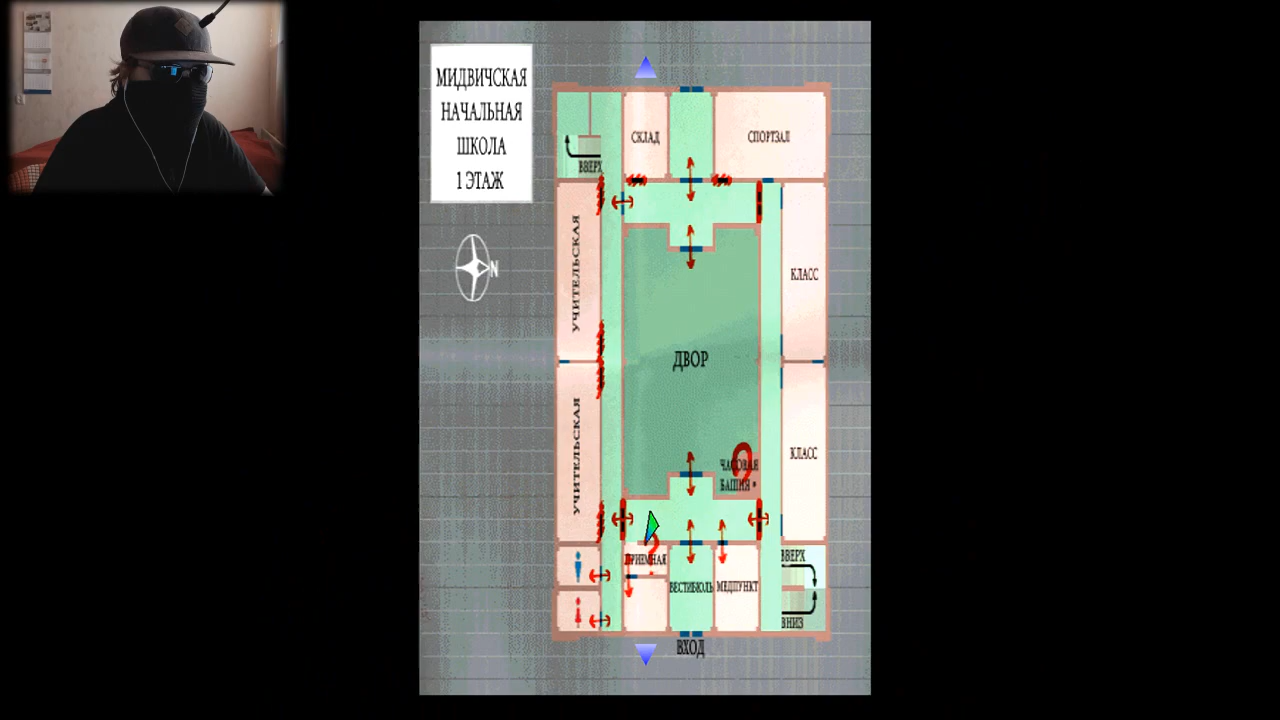 МИДВИЧСКАЯ
НАЧАЛЬНАЯ
ШКОЛА
1 ЭТАЖ
СКЛАД
СПОРТЗАЛ
ВВЕРХ
УЧИТЕЛЬСКАЯ
N
КЛАСС
ДВОР
УЧИТЕЛЬСКАЯ
КЛАСС
ЧАСОВАЯ
БАШНЯ *
?
?
ПРИЕМНАЯ
ВВЕРХ
ВЕСТИБЮЛЬ
МЕДПУНКТ
ВНИЗ
ВХОД